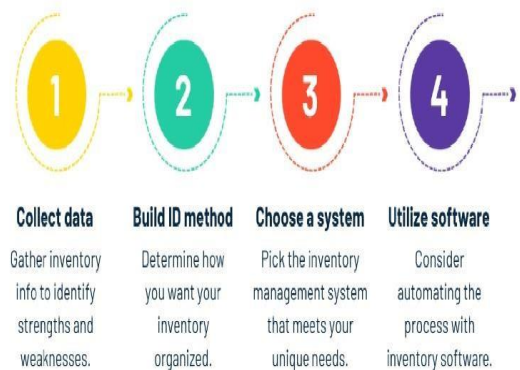 1
2
3
4
Collect data
Gather inventory
info to identify
strengths and
weaknesses.
Build ID method
Determine how
you want your
inventory
organized.
Choose a system
Pick the inventory
management system
that meets your
unique needs.
Utilize software
Consider
automating the
process with
inventory software.